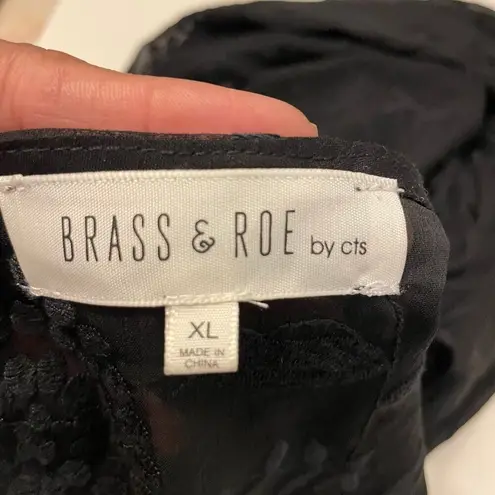 BRASS & ROE by cts
XL
MADE IN
CHINA